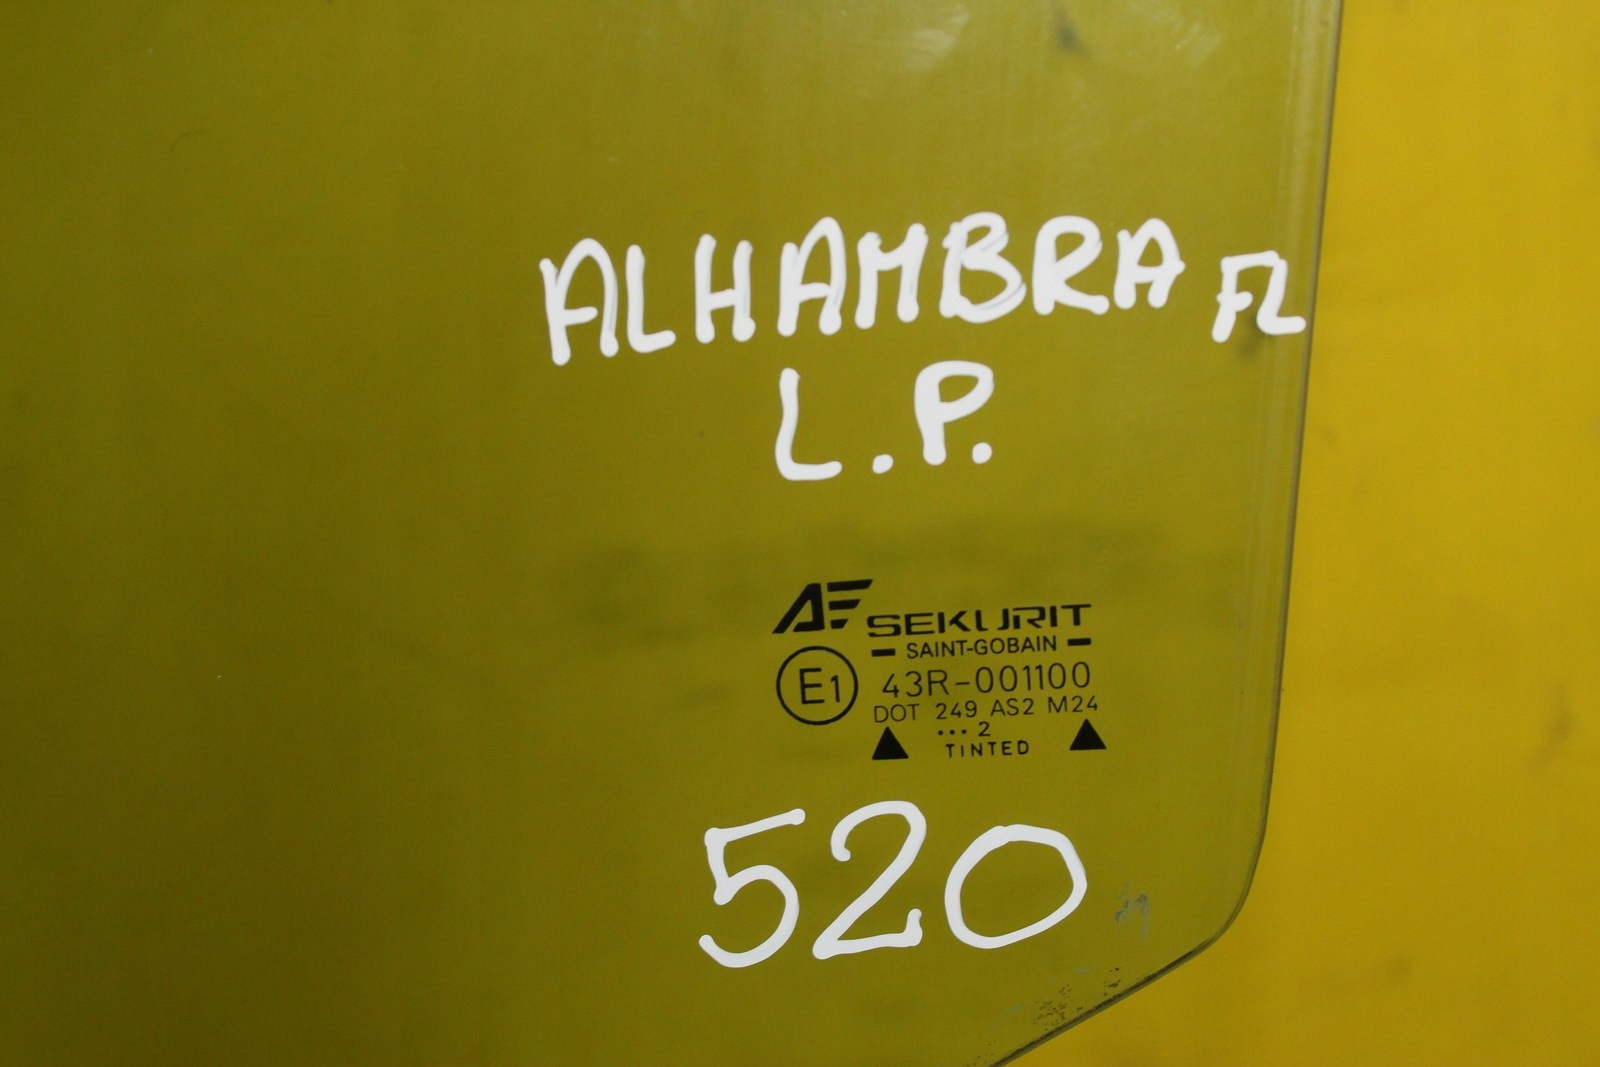 ALHAMBRA FL
L.P.
AF SEKURIT
SAINT-GOBAIN
E1 43R-001100
DOT 249 AS2 M24
... 2
TINTED
520